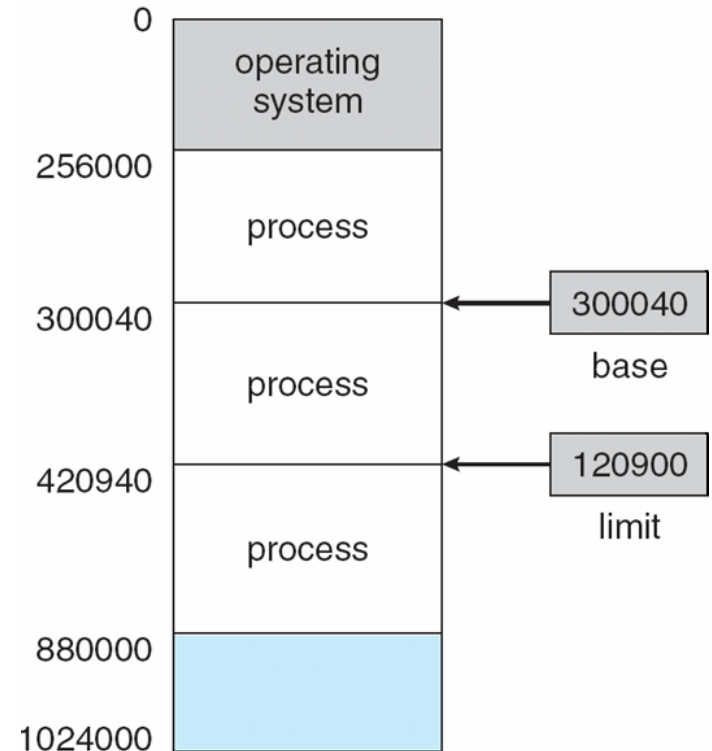 0
operating
system
256000
process
300040
300040
base
process
120900
420940
limit
process
880000
1024000